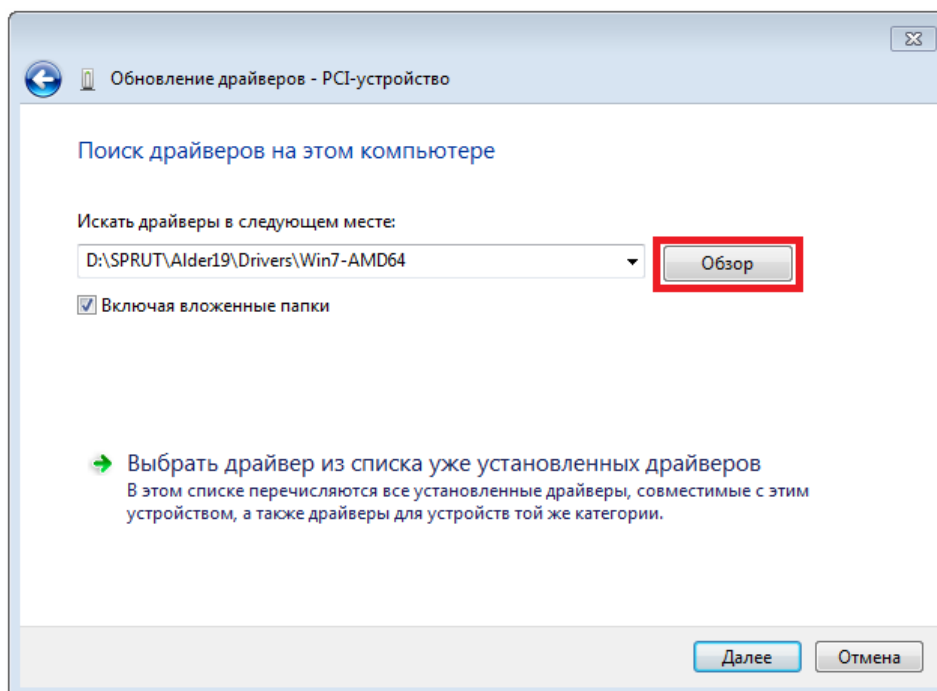 Обновление драйверов - PCI-устройство
Поиск драйверов на этом компьютере
Искать драйверы в следующем месте:
D:\SPRUT\Alder19\Drivers\Win7-AMD64
Обзор
Включая вложенные папки
Выбрать драйвер из списка уже установленных драйверов
В этом списке перечисляются все установленные драйверы, совместимые с этим
устройством, а также драйверы для устройств той же категории.
Далее
Отмена